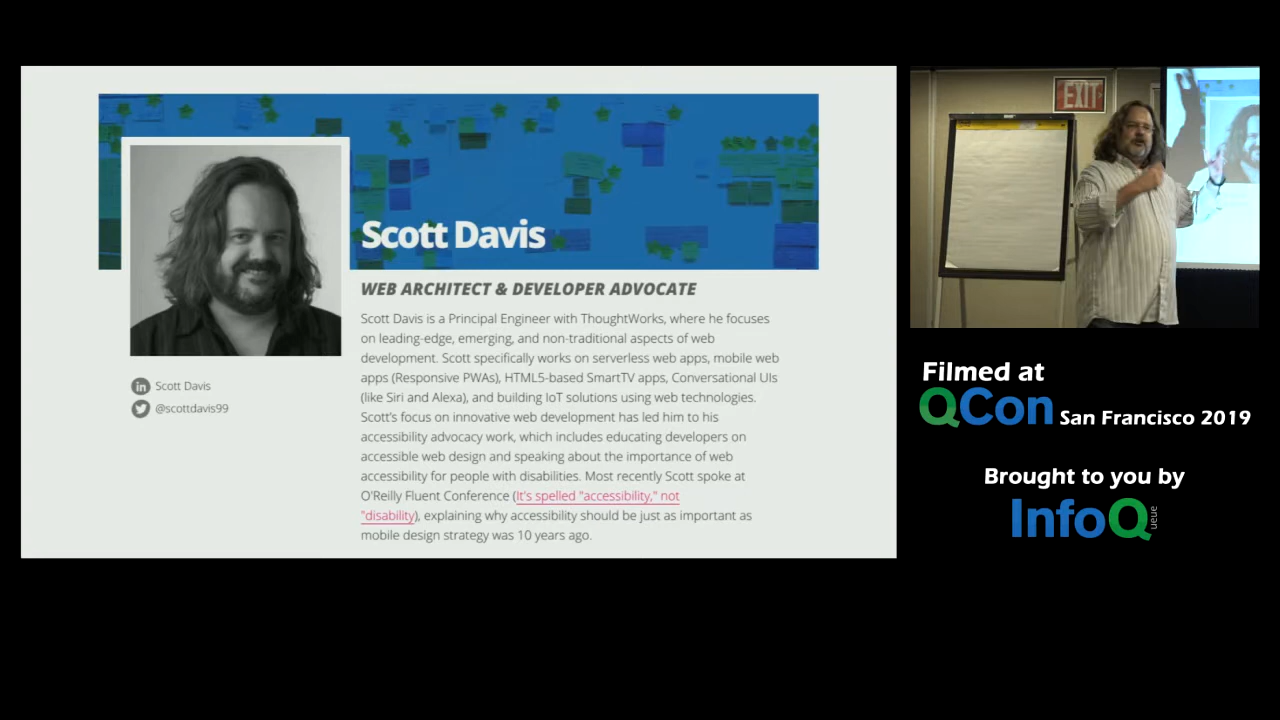 Scott Davis
WEB ARCHITECT & DEVELOPER ADVOCATE
Scott Davis is a Principal Engineer with ThoughtWorks, where he focuses
on leading-edge, emerging, and non-traditional aspects of web
development. Scott specifically works on serverless web apps, mobile web
apps (Responsive PWAs), HTML5-based SmartTV apps, Conversational UIs
(like Siri and Alexa), and building IoT solutions using web technologies.
Scott's focus on innovative web development has led him to his
accessibility advocacy work, which includes educating developers on
accessible web design and speaking about the importance of web
accessibility for people with disabilities. Most recently Scott spoke at
O'Reilly Fluent Conference (It's spelled "accessibility," not
"disability), explaining why accessibility should be just as important as
mobile design strategy was 10 years ago.
in Scott Davis
@scottdavis99
EXIT
Filmed at
QCon San Francisco 2019
Brought to you by
InfoQueue